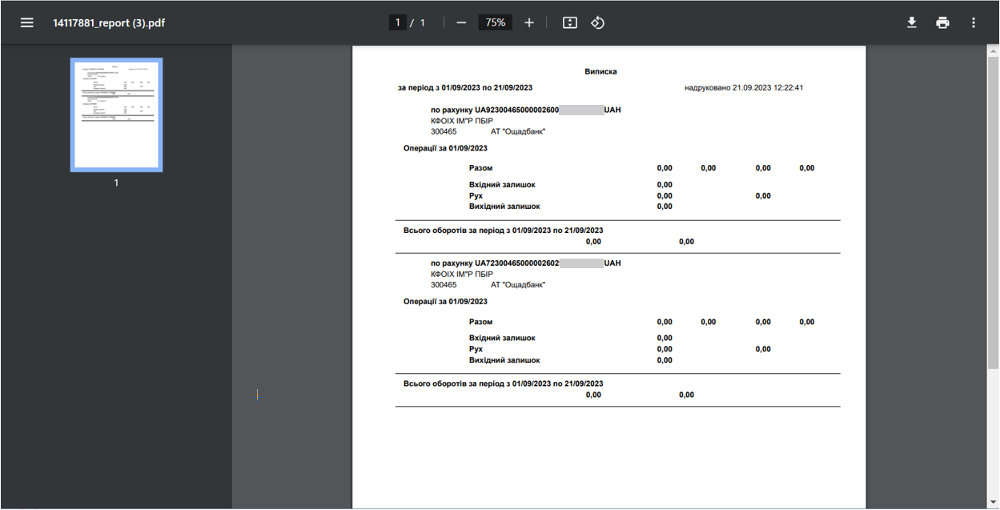 14117881_report (3).pdf
1 / 1
75%
1
Виписка
за період з 01/09/2023 по 21/09/2023 надруковано 21.09.2023 12:22:41
по рахунку UA92300465000002600 UAH
КФОІХ ІМ"Р ПБІР
300465 АТ "Ощадбанк"
Операції за 01/09/2023
Разом 0,00 0,00 0,00 0,00
Вхідний залишок 0,00
Рух 0,00 0,00
Вихідний залишок 0,00
Всього оборотів за період з 01/09/2023 по 21/09/2023
0,00 0,00
по рахунку UA72300465000002602 UAH
КФОІХ ІМ"Р ПБІР
300465 АТ "Ощадбанк"
Операції за 01/09/2023
Разом 0,00 0,00 0,00 0,00
Вхідний залишок 0,00
Рух 0,00 0,00
Вихідний залишок 0,00
Всього оборотів за період з 01/09/2023 по 21/09/2023
0,00 0,00